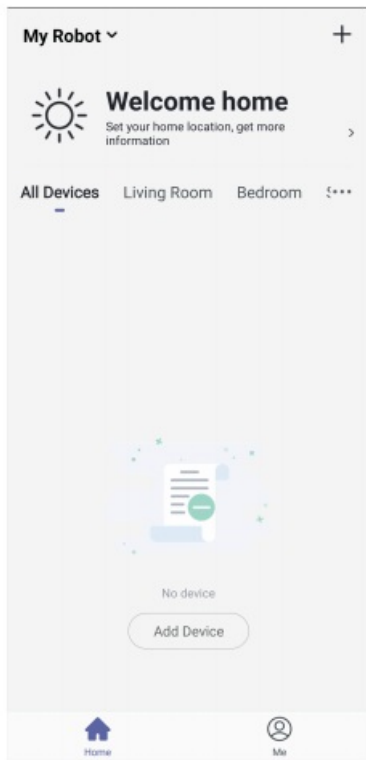 My Robot
Welcome home
Set your home location, get more
information
All Devices Living Room Bedroom
No device
Add Device
Home Me